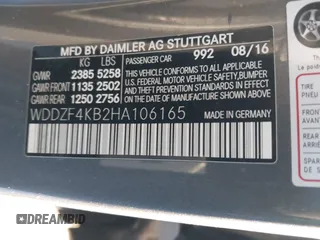 MFD BY DAIMLER AG STUTTGART
KG LBS 992 08/16
GVWR 2385 5258
GAWR FRONT 1135 2502
GAWR REAR 1250 2756
THIS VEHICLE CONFORMS TO ALL APPLICABLE
U.S. FEDERAL MOTOR VEHICLE SAFETY, BUMPER,
AND THEFT PREVENTION STANDARDS IN EFFECT
ON THE DATE OF MANUFACTURE SHOWN ABOVE.
WDDZF4KB2HA106165
PASSENGER CAR
MADE IN GERMANY
DREAMBID